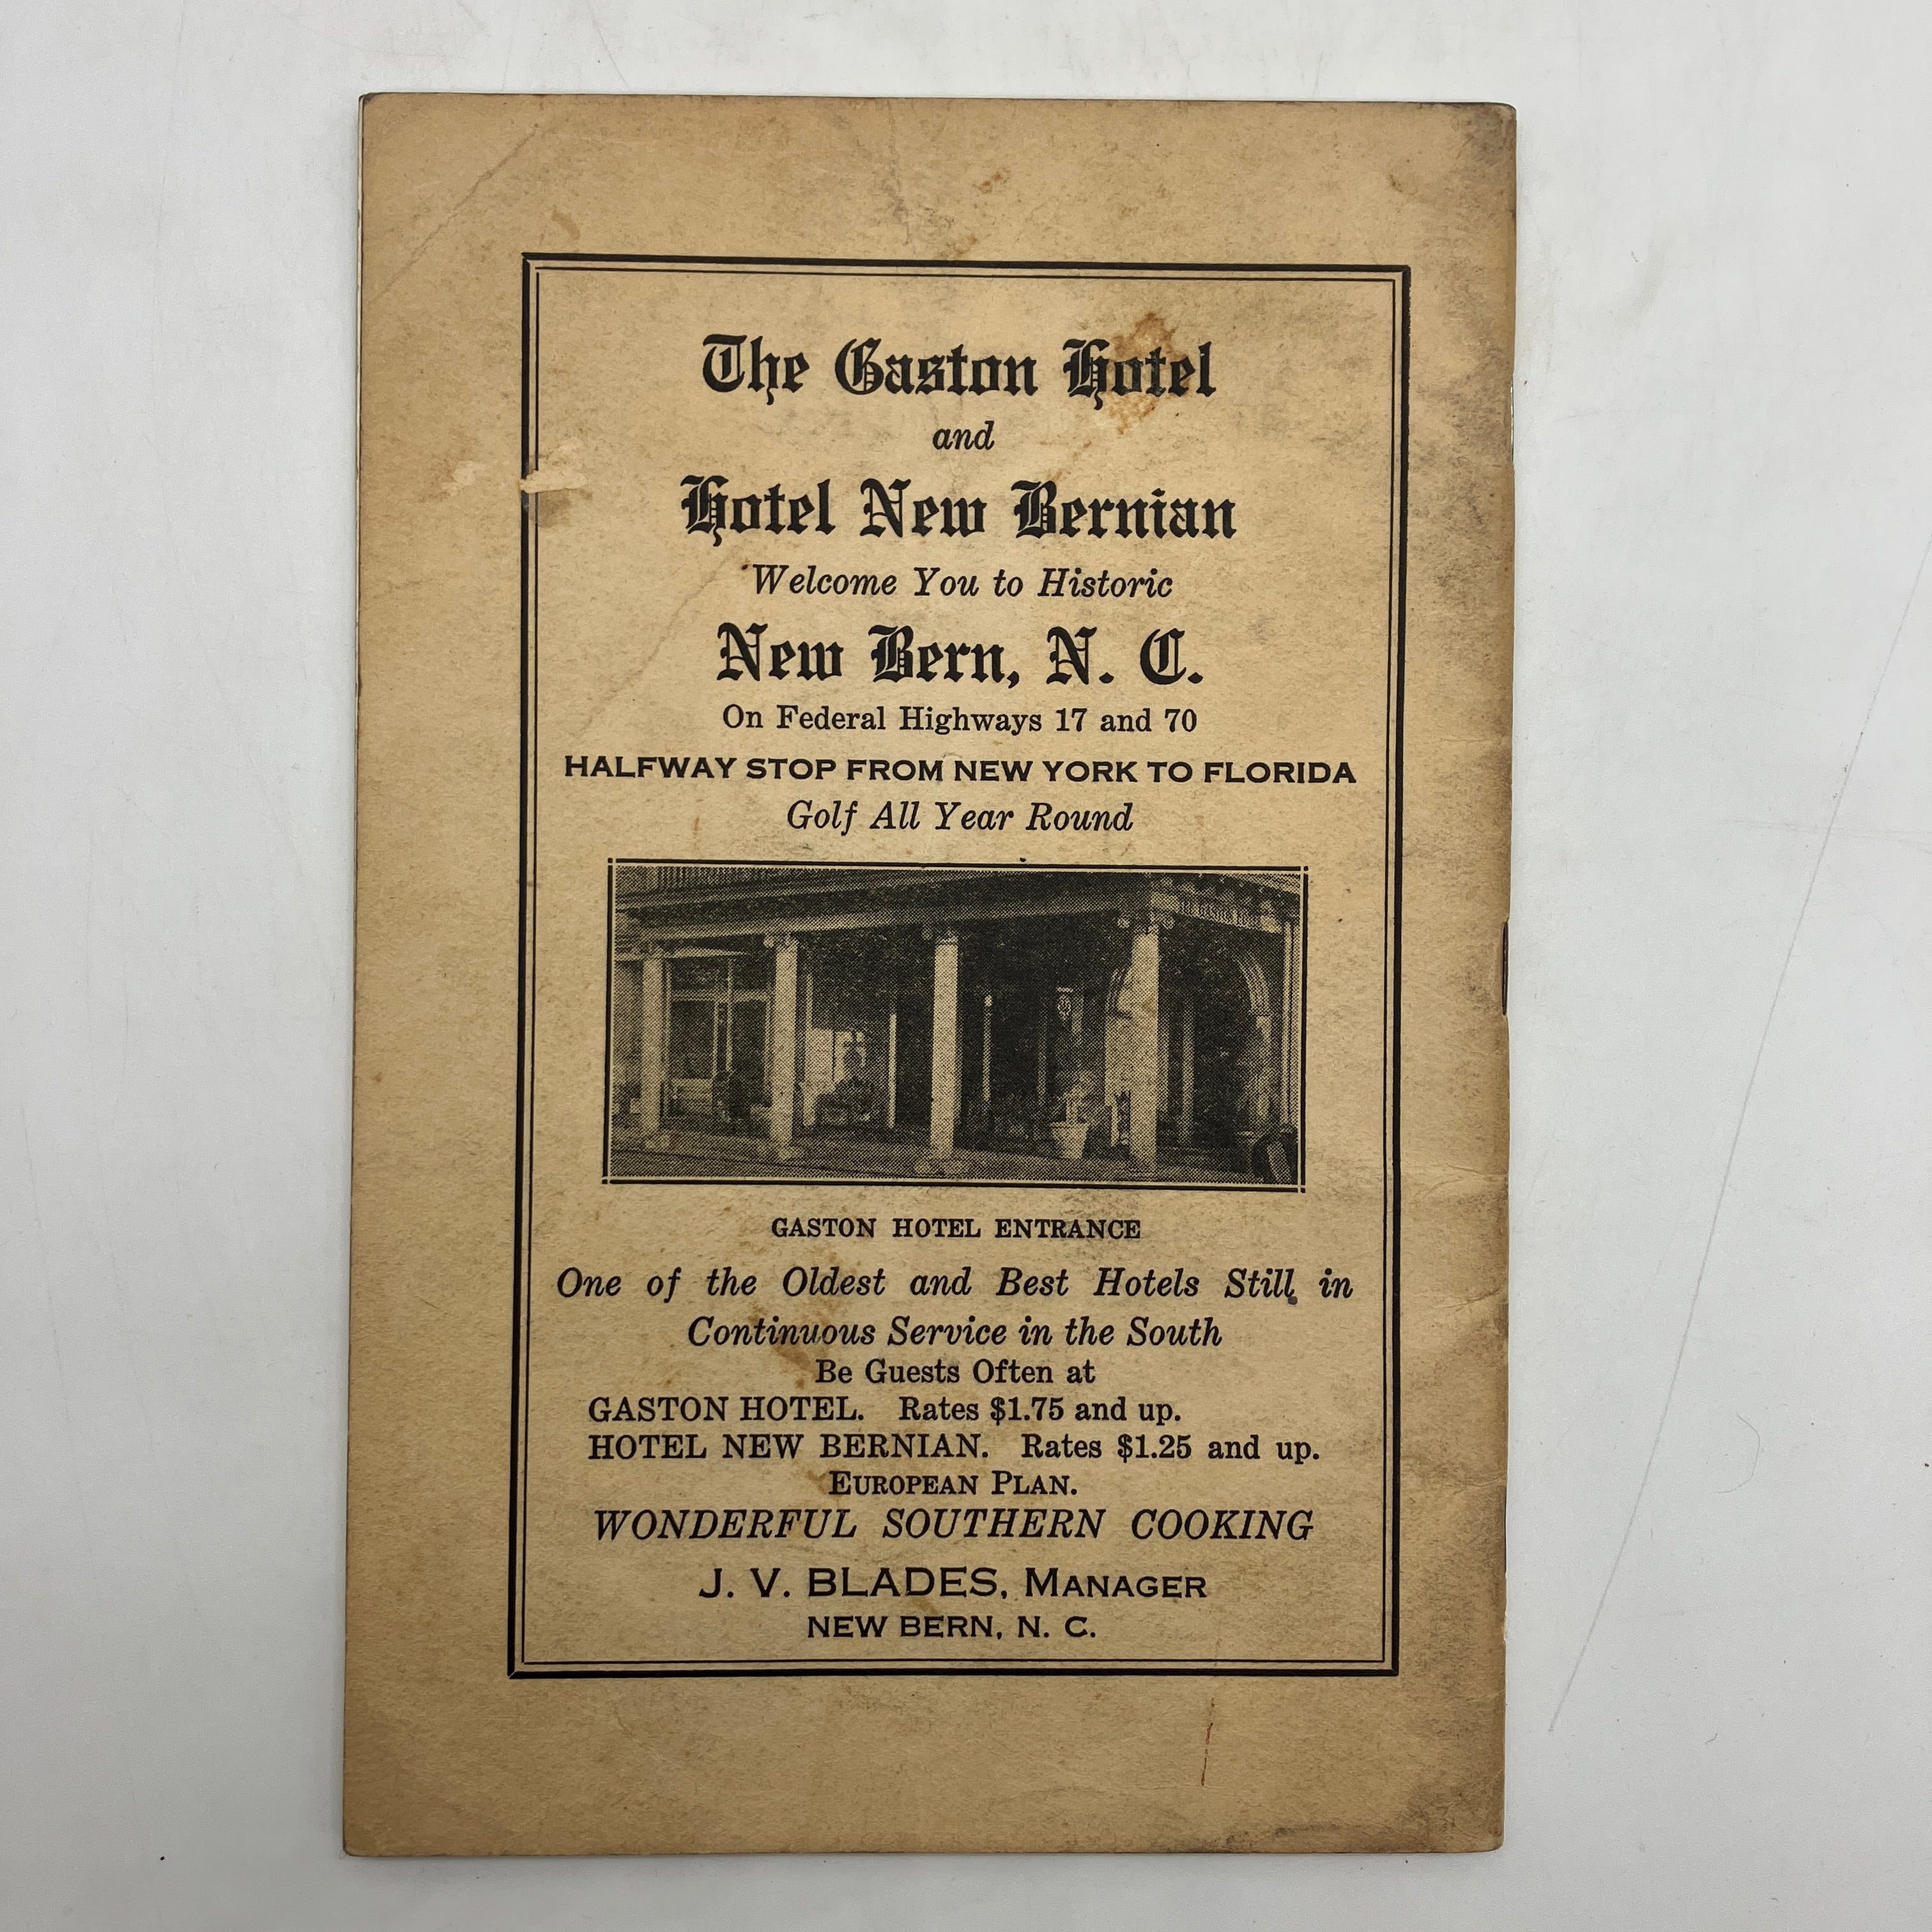 The Gaston Hotel
and
Hotel New Bernian
Welcome You to Historic
New Bern, N. C.
On Federal Highways 17 and 70
HALFWAY STOP FROM NEW YORK TO FLORIDA
Golf All Year Round
THE GASTON HOTEL
GASTON HOTEL ENTRANCE
One of the Oldest and Best Hotels Still in
Continuous Service in the South
Be Guests Often at
GASTON HOTEL. Rates $1.75 and up.
HOTEL NEW BERNIAN. Rates $1.25 and up.
EUROPEAN PLAN.
WONDERFUL SOUTHERN COOKING
J. V. BLADES, MANAGER
NEW BERN, N. C.